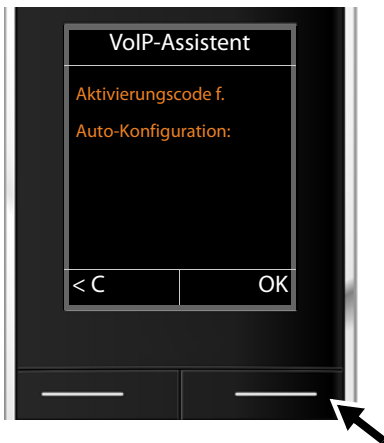 VoIP-Assistent
Aktivierungscode f.
Auto-Konfiguration:
< C OK